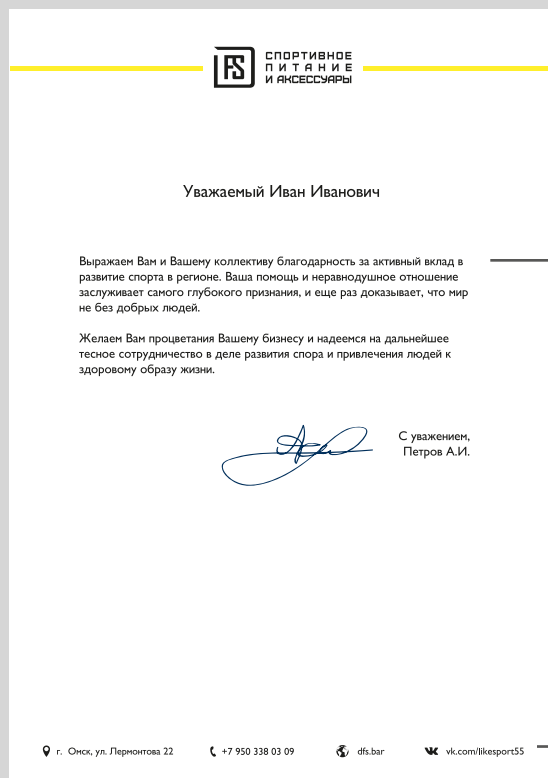 FS
СПОРТИВНОЕ
ПИТАНИЕ
И АКСЕССУАРЫ
Уважаемый Иван Иванович
Выражаем Вам и Вашему коллективу благодарность за активный вклад в
развитие спорта в регионе. Ваша помощь и неравнодушное отношение
заслуживает самого глубокого признания, и еще раз доказывает, что мир
не без добрых людей.
Желаем Вам процветания Вашему бизнесу и надеемся на дальнейшее
тесное сотрудничество в деле развития спора и привлечения людей к
здоровому образу жизни.
С уважением,
Петров А.И.
г. Омск, ул. Лермонтова 22 +7 950 338 03 09 dfs.bar vk.com/likesport55